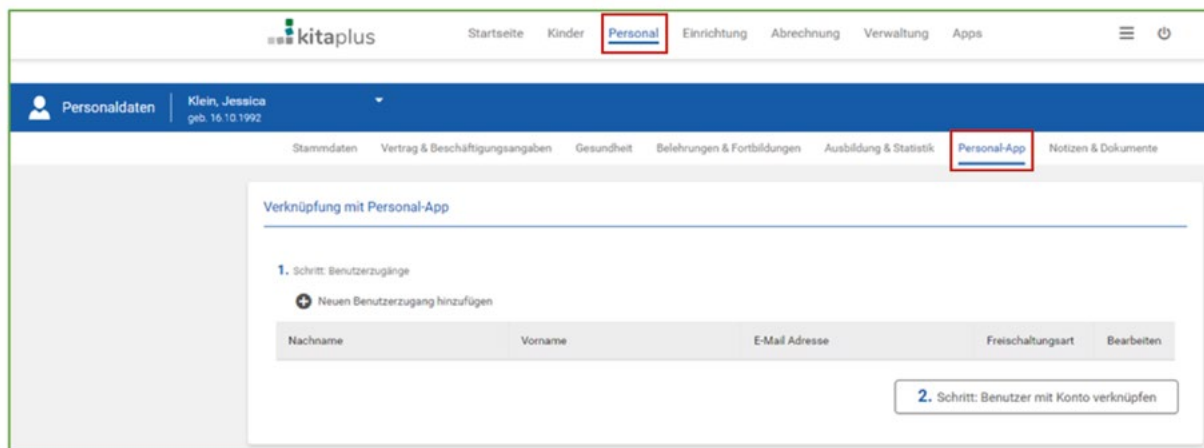 kitaplus
Startseite Kinder Personal Einrichtung Abrechnung Verwaltung Apps
Personaldaten
Klein, Jessica
geb. 16.10.1992
Stammdaten Vertrag & Beschäftigungsangaben Gesundheit Belehrungen & Fortbildungen Ausbildung & Statistik Personal-App Notizen & Dokumente
Verknüpfung mit Personal-App
1. Schritt: Benutzerzugänge
Neuen Benutzerzugang hinzufügen
Nachname Vorname E-Mail Adresse Freischaltungsart Bearbeiten
2. Schritt: Benutzer mit Konto verknüpfen